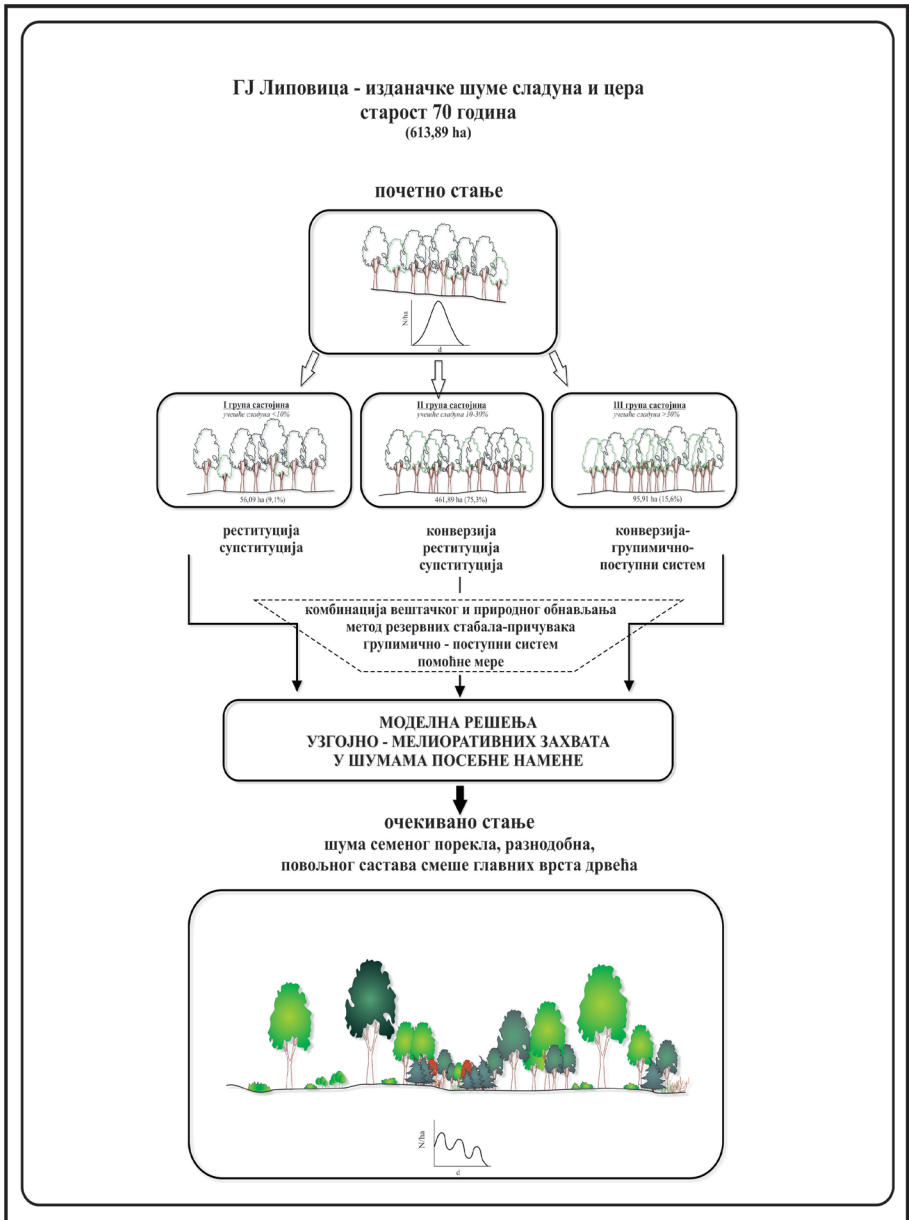 ГЈ Липовица - изданачке шуме сладуна и цера
старост 70 година
(613,89 ha)
почетно стање
N/ha
d
I група састојина
учешће сладуна <10%
56,09 ha (9,1%)
II група састојина
учешће сладуна 10-30%
461,89 ha (75,3%)
III група састојина
учешће сладуна >30%
95,91 ha (15,6%)
реституција
супституција
конверзија
реституција
супституција
конверзија-
групимично-
поступни систем
комбинација вештачког и природног обнављања
метод резервних стабала-причувака
групимично - поступни систем
помоћне мере
МОДЕЛНА РЕШЕЊА
УЗГОЈНО - МЕЛИОРАТИВНИХ ЗАХВАТА
У ШУМАМА ПОСЕБНЕ НАМЕНЕ
очекивано стање
шума семеног порекла, разнодобна,
повољног састава смеше главних врста дрвећа
N/ha
d